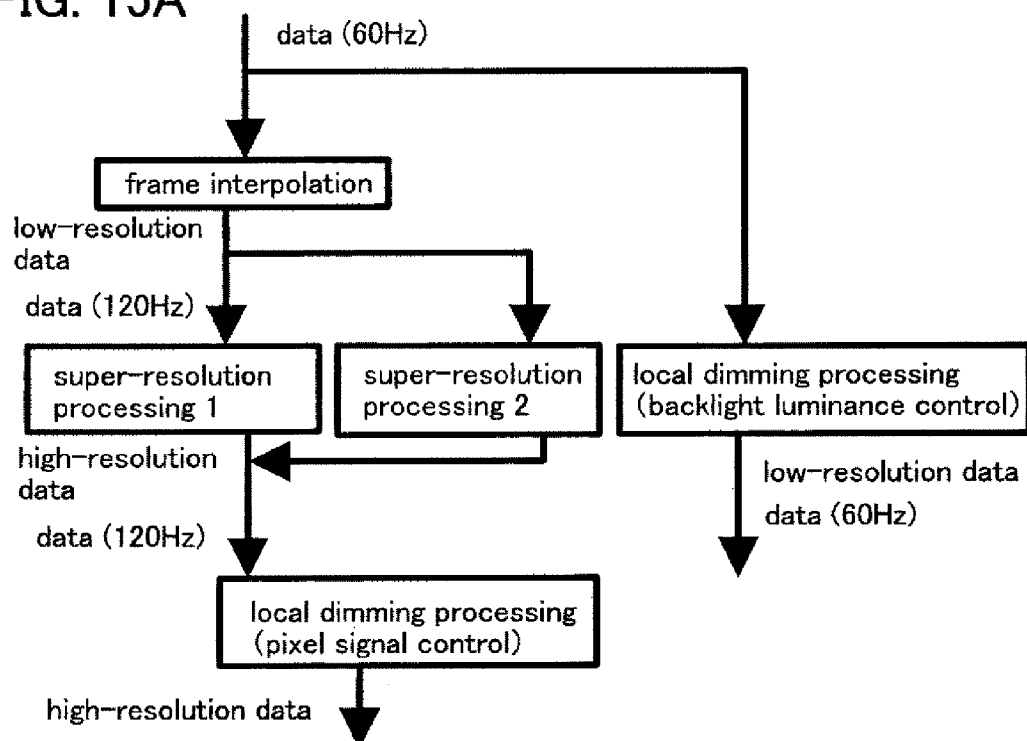 FIG. 15A
data (60Hz)
frame interpolation
low-resolution
data
data (120Hz)
super-resolution
processing 1
super-resolution
processing 2
local dimming processing
(backlight luminance control)
high-resolution
data
data (120Hz)
low-resolution data
data (60Hz)
local dimming processing
(pixel signal control)
high-resolution data